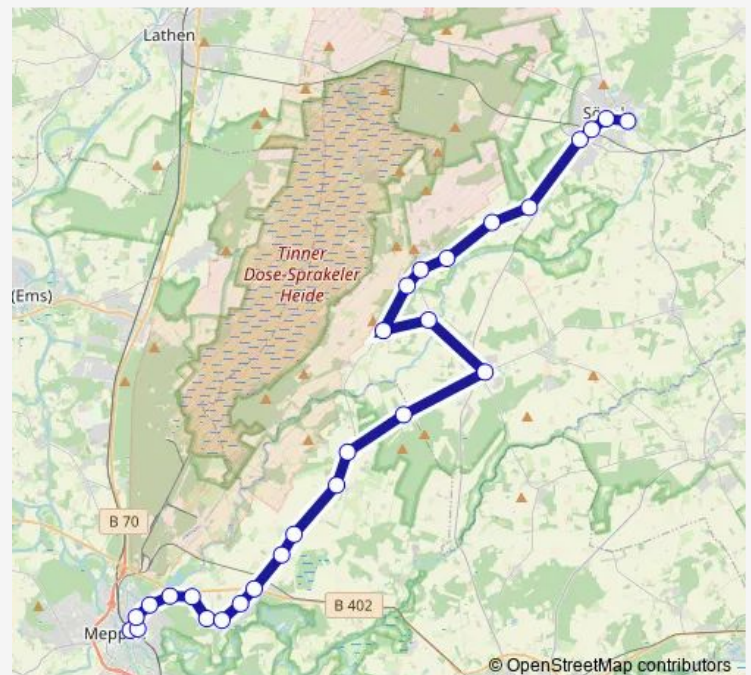 Lathen
Tinner
Dose-Sprakeler
Heide
(Ems)
B 70
B 402
© OpenStreetMap contributors